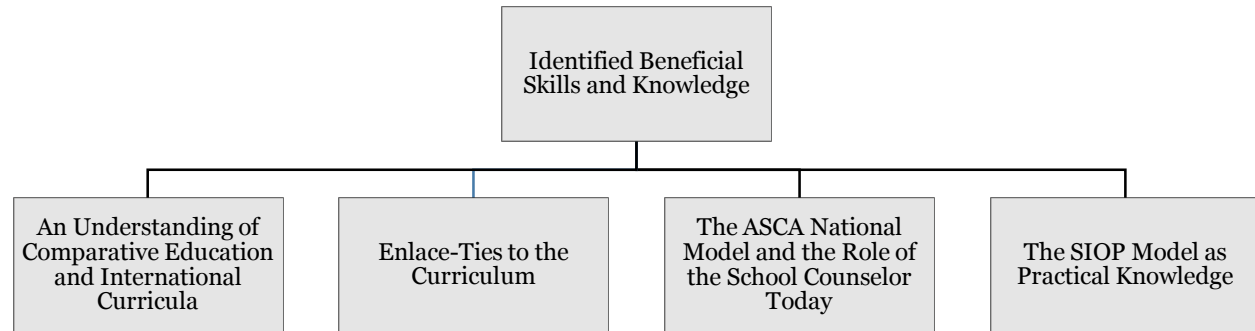 Identified Beneficial
Skills and Knowledge
An Understanding of
Comparative Education
and International
Curricula
Enlace-Ties to the
Curriculum
The ASCA National
Model and the Role of
the School Counselor
Today
The SIOP Model as
Practical Knowledge